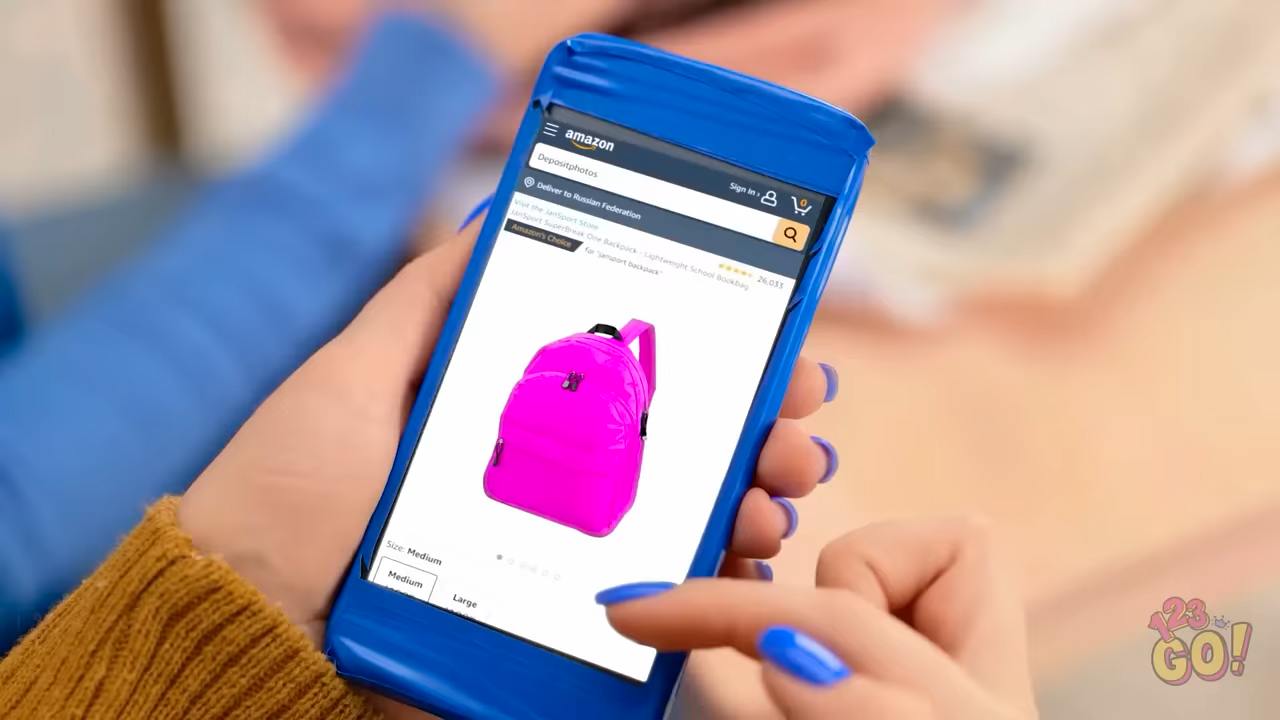 amazon
Depositphotos
Sign in ›
0
Deliver to Russian Federation
Visit the JanSport Store
JanSport SuperBreak One Backpack - Lightweight School Bookbag
Amazon's Choice
for "jansport backpack"
26,033
Size: Medium
Medium
Large
123
GO!